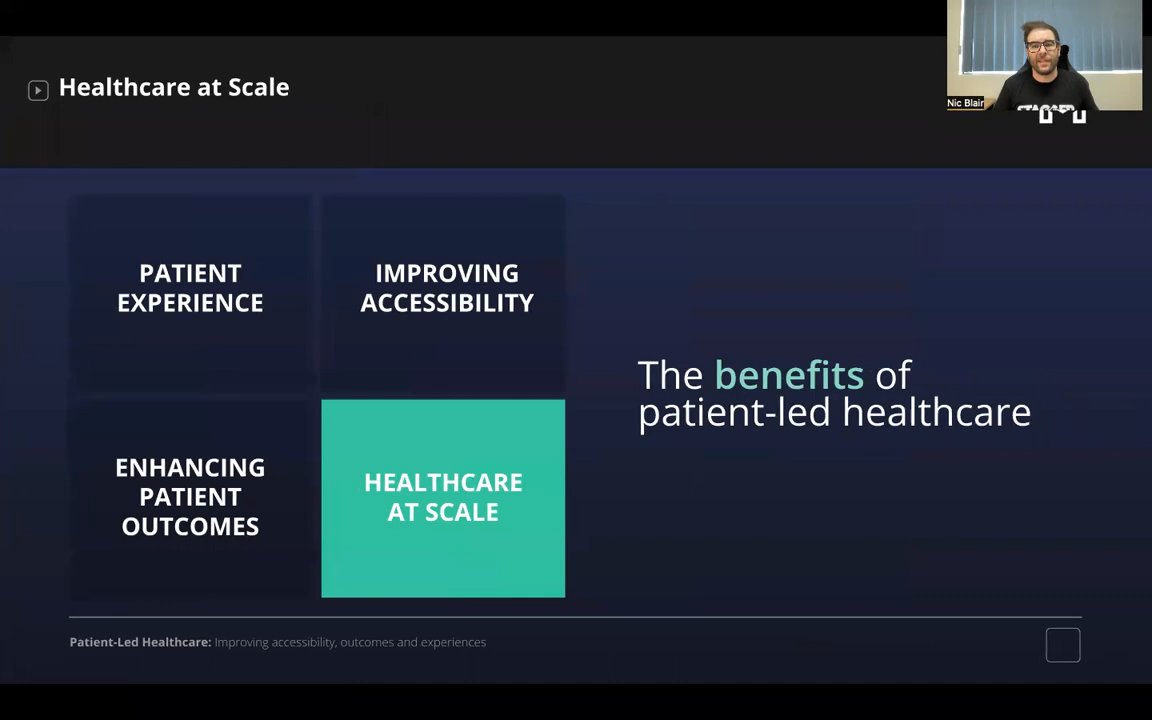 Healthcare at Scale
Nic Blair
PATIENT
EXPERIENCE
IMPROVING
ACCESSIBILITY
ENHANCING
PATIENT
OUTCOMES
HEALTHCARE
AT SCALE
The benefits of
patient-led healthcare
Patient-Led Healthcare: Improving accessibility, outcomes and experiences